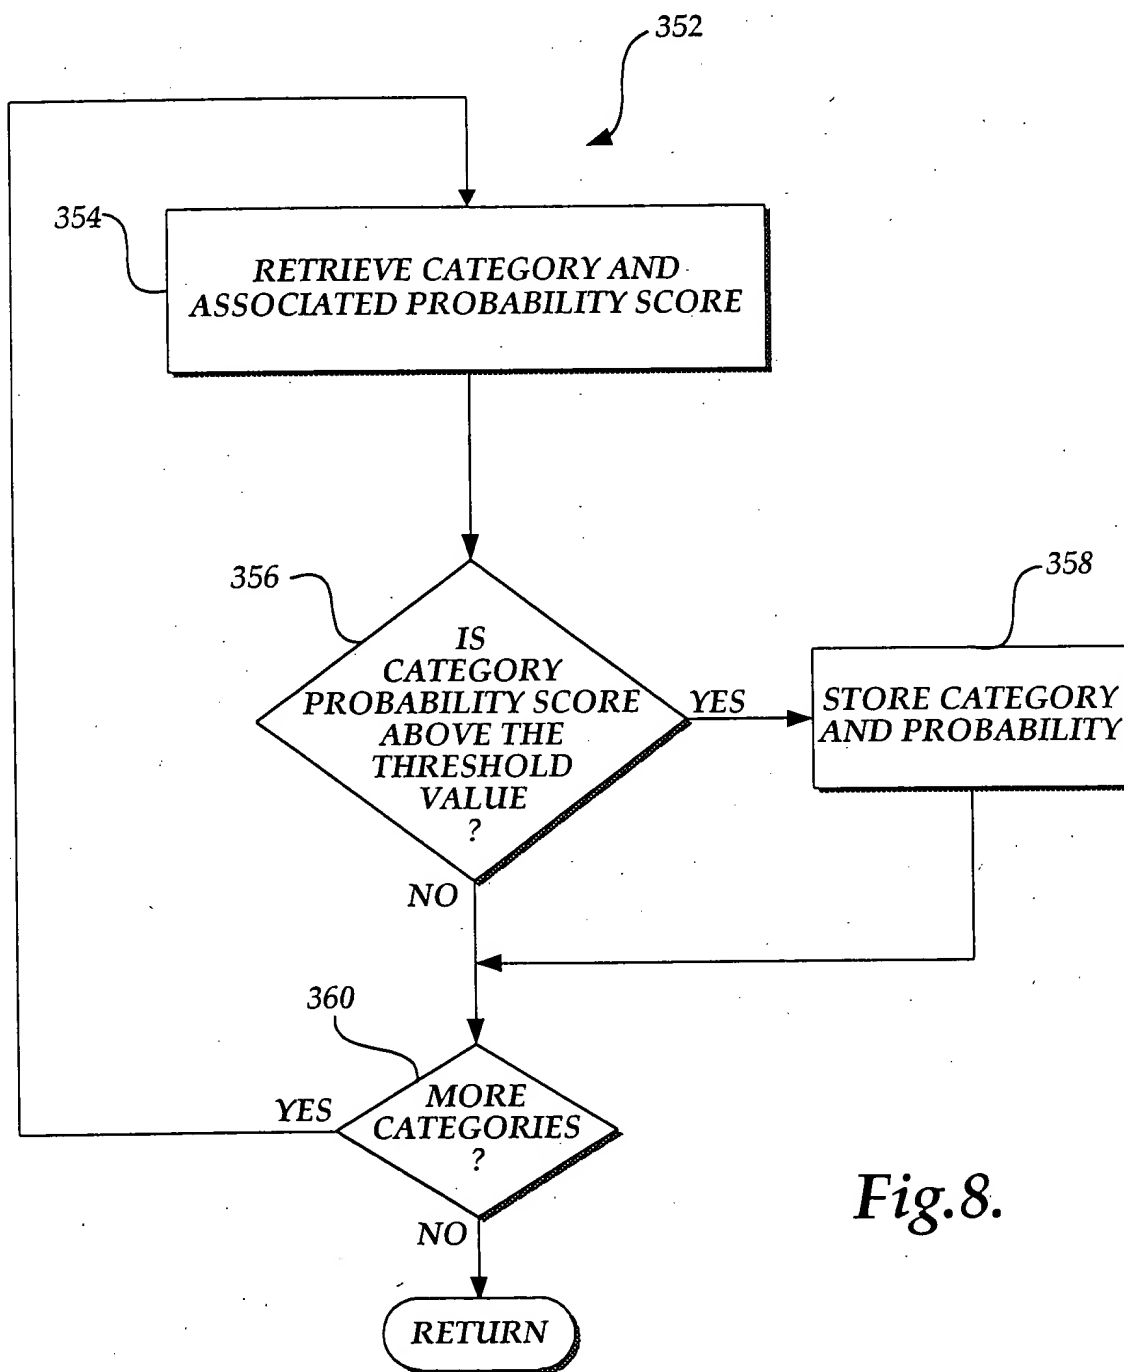 352
354
RETRIEVE CATEGORY AND
ASSOCIATED PROBABILITY SCORE
356
IS
CATEGORY
PROBABILITY SCORE
ABOVE THE
THRESHOLD
VALUE
?
YES
358
STORE CATEGORY
AND PROBABILITY
NO
360
MORE
CATEGORIES
?
YES
NO
RETURN
Fig.8.